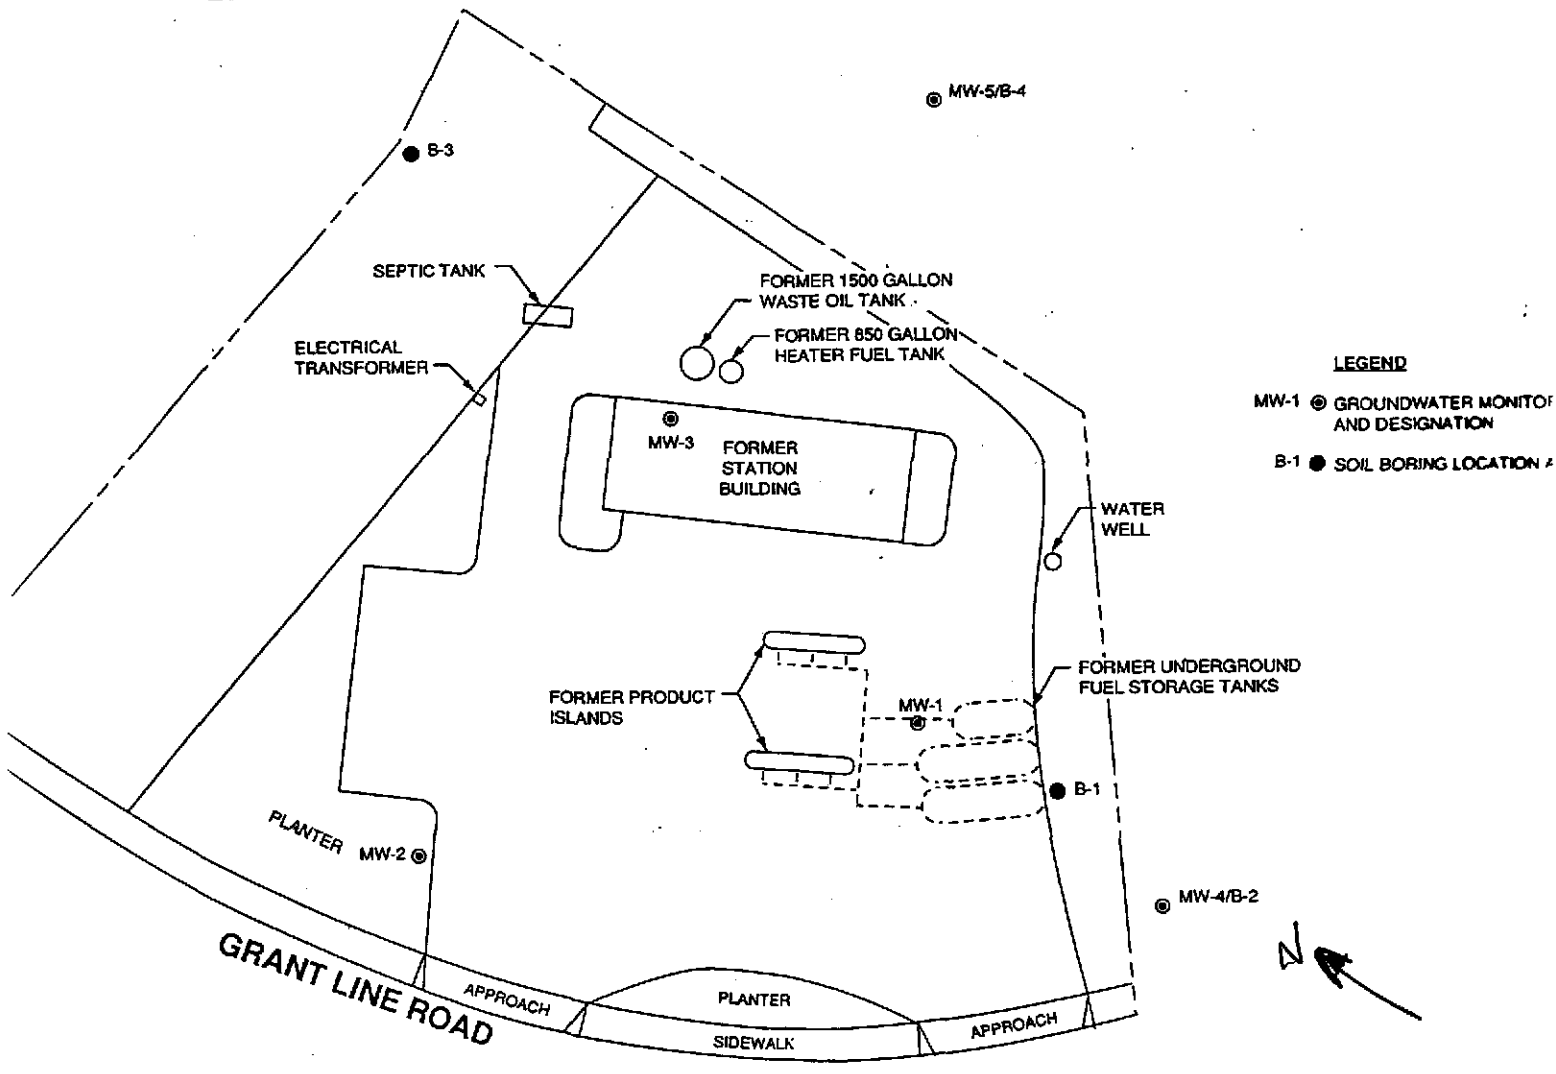 MW-5/B-4
B-3
SEPTIC TANK
FORMER 1500 GALLON
WASTE OIL TANK
ELECTRICAL
TRANSFORMER
FORMER 850 GALLON
HEATER FUEL TANK
LEGEND
MW-1 GROUNDWATER MONITOR
AND DESIGNATION
B-1 SOIL BORING LOCATION
MW-3
FORMER
STATION
BUILDING
WATER
WELL
FORMER PRODUCT
ISLANDS
FORMER UNDERGROUND
FUEL STORAGE TANKS
MW-1
B-1
PLANTER
MW-2
MW-4/B-2
N
GRANT LINE ROAD
APPROACH
PLANTER
SIDEWALK
APPROACH